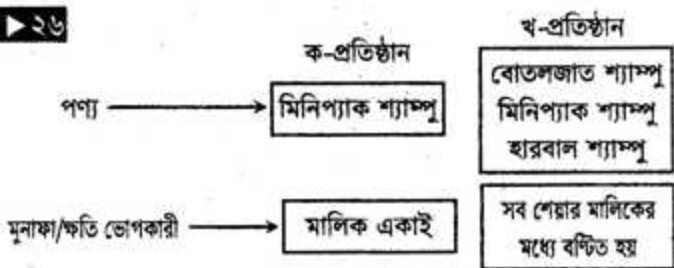 ▶২৬
ক-প্রতিষ্ঠান
খ-প্রতিষ্ঠান
পণ্য
মিনিপ্যাক শ্যাম্পু
বোতলজাত শ্যাম্পু
মিনিপ্যাক শ্যাম্পু
হারবাল শ্যাম্পু
মুনাফা/ক্ষতি ভোগকারী
মালিক একাই
সব শেয়ার মালিকের
মধ্যে বণ্টিত হয়